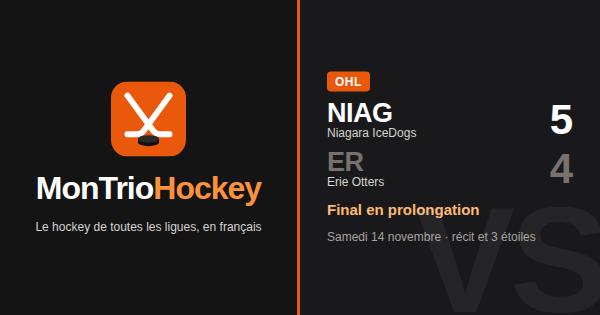 MonTrioHockey
Le hockey de toutes les ligues, en français
OHL
NIAG 5
Niagara IceDogs
ER 4
Erie Otters
Final en prolongation
Samedi 14 novembre · récit et 3 étoiles
VS